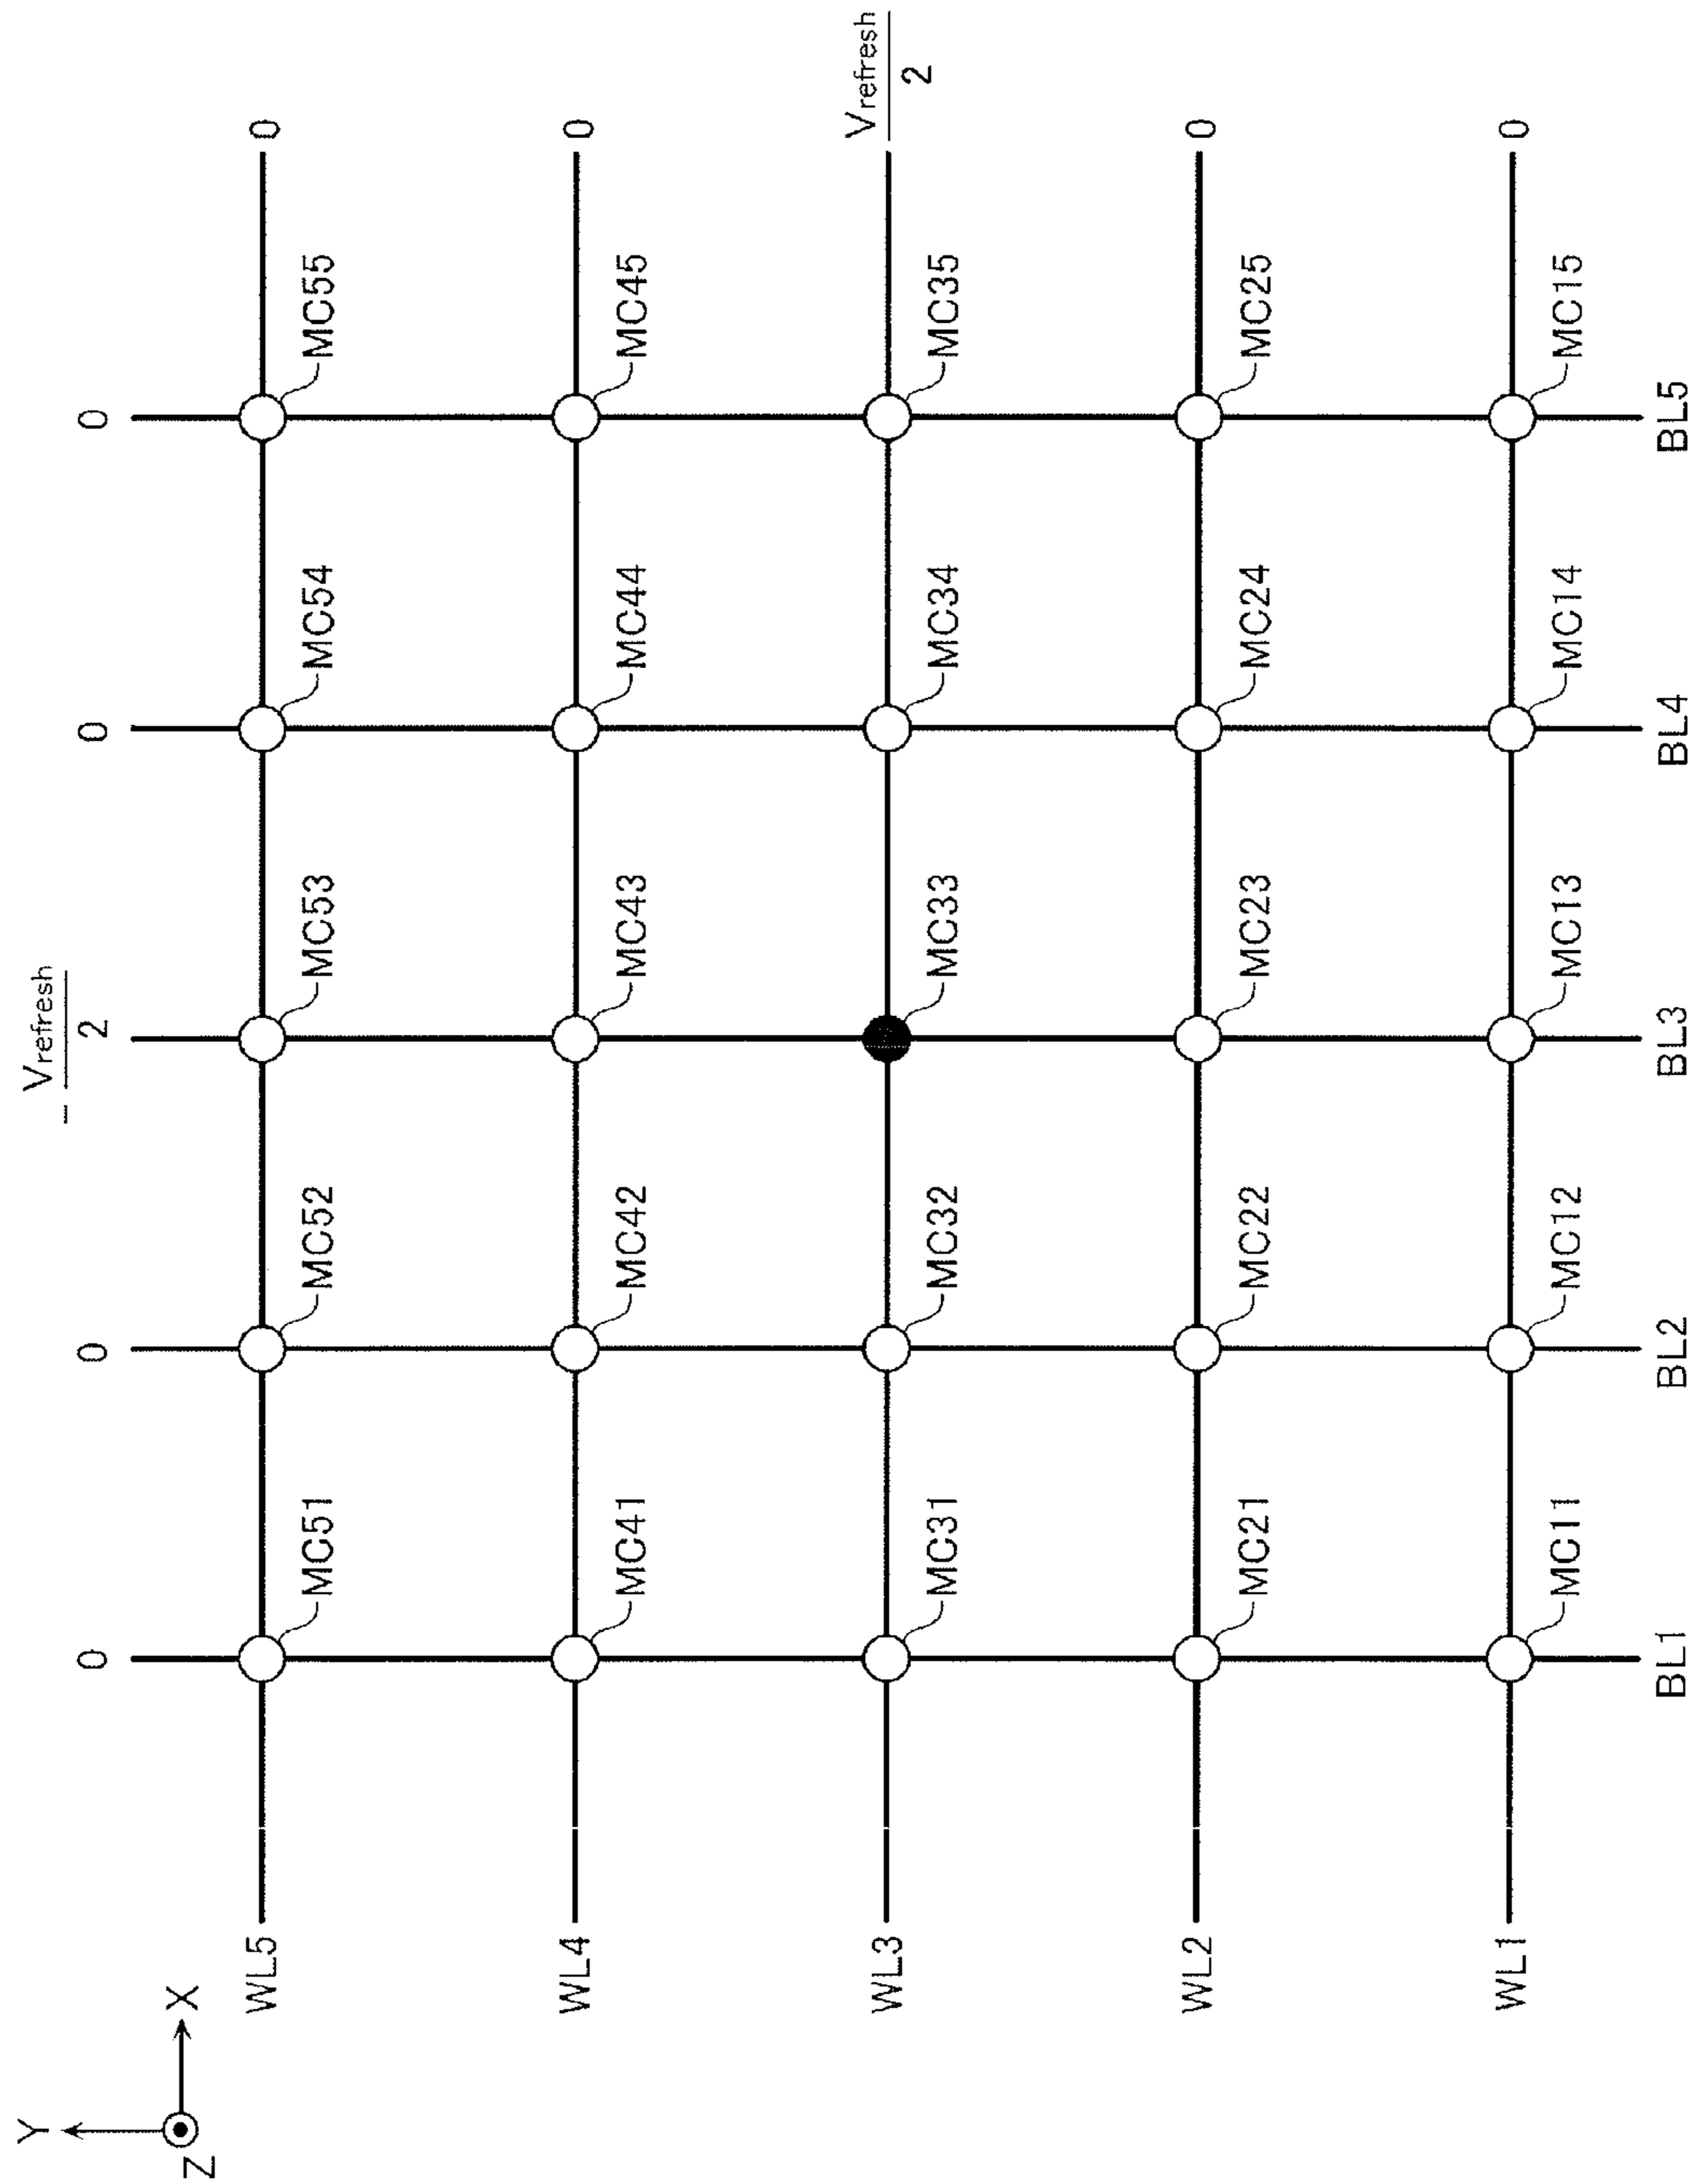 Y
– Vrefresh
0 0 2 0 0
X
Z
WL5 0
MC51 MC52 MC53 MC54 MC55
WL4 0
MC41 MC42 MC43 MC44 MC45
WL3 Vrefresh
2
MC31 MC32 MC33 MC34 MC35
WL2 0
MC21 MC22 MC23 MC24 MC25
WL1 0
MC11 MC12 MC13 MC14 MC15
BL1 BL2 BL3 BL4 BL5